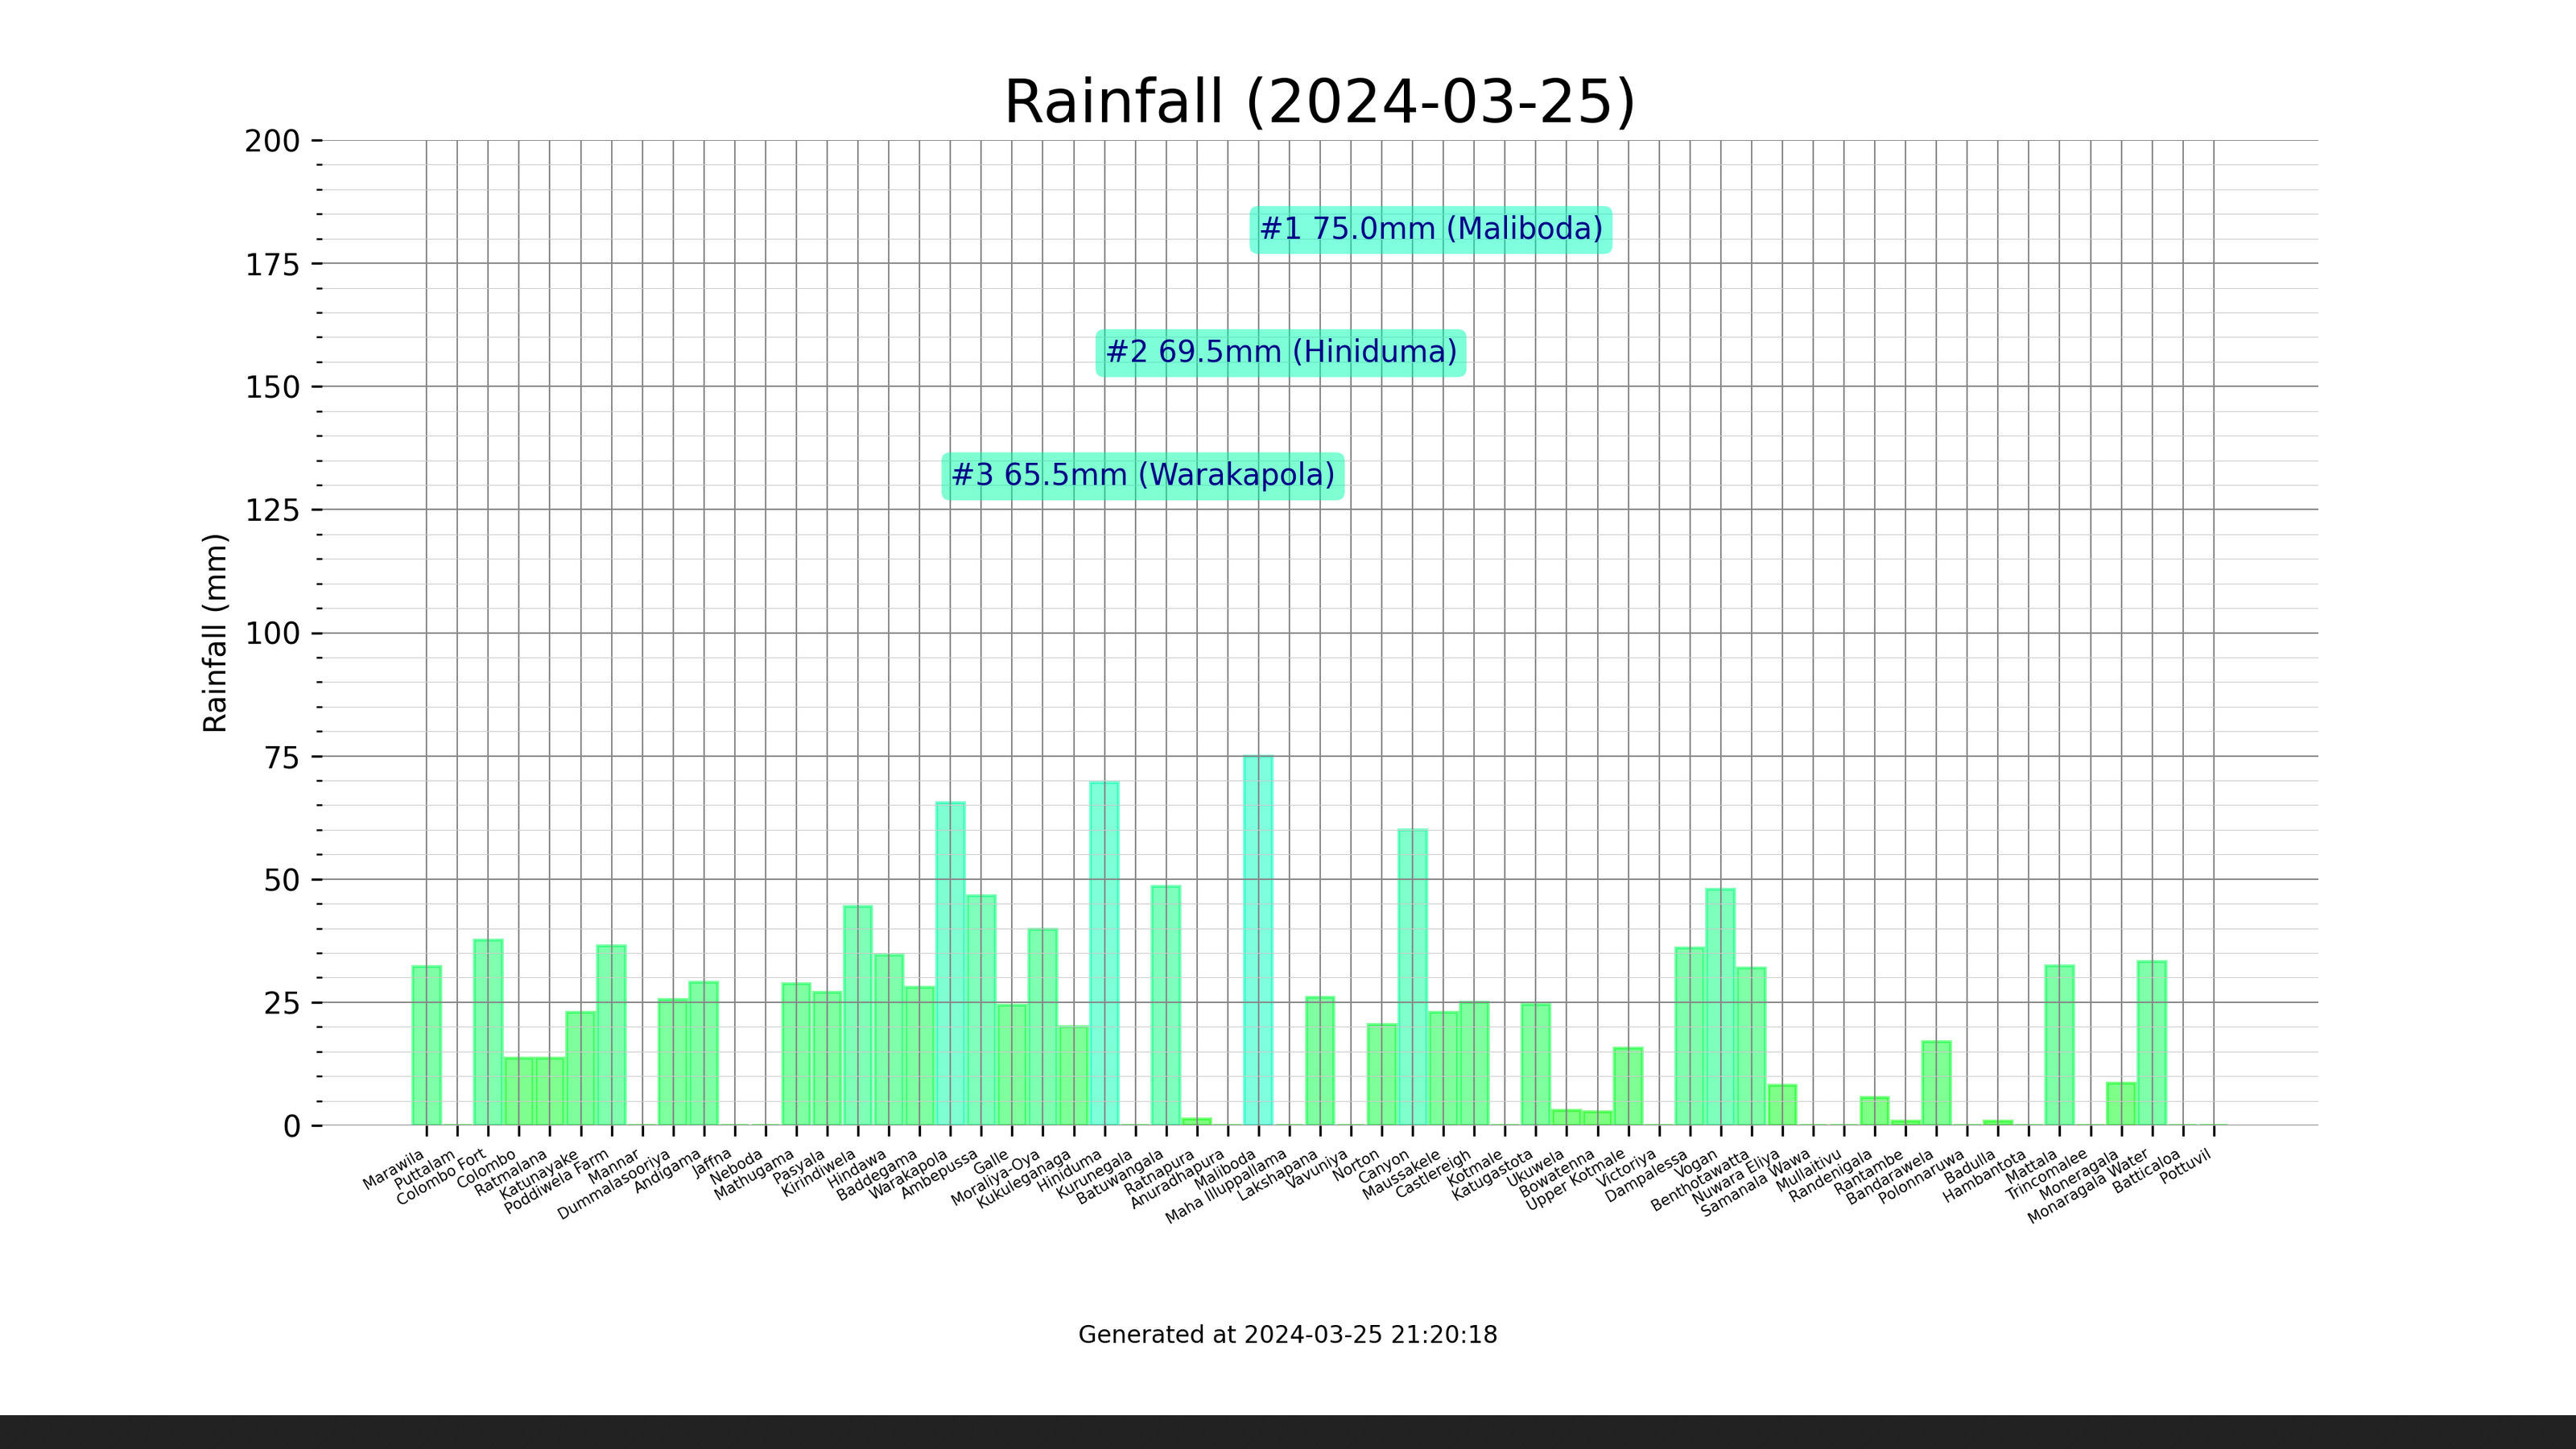 Rainfall (2024-03-25)
200
175
150
125
100
75
50
25
0
Rainfall (mm)
#1 75.0mm (Maliboda)
#2 69.5mm (Hiniduma)
#3 65.5mm (Warakapola)
Marawila
Puttalam
Colombo Fort
Colombo
Ratmalana
Katunayake
Poddiwela Farm
Mannar
Dummalasooriya
Andigama
Jaffna
Neboda
Mathugama
Pasyala
Kirindiwela
Hindawa
Baddegama
Warakapola
Ambepussa
Galle
Moraliya-Oya
Kukuleganaga
Hiniduma
Kurunegala
Batuwangala
Ratnapura
Anuradhapura
Maliboda
Maha Illuppallama
Lakshapana
Vavuniya
Norton
Canyon
Maussakele
Castlereigh
Kotmale
Katugastota
Ukuwela
Bowatenna
Upper Kotmale
Victoriya
Dampalessa
Vogan
Benthotawatta
Nuwara Eliya
Samanala Wawa
Mullaitivu
Randenigala
Rantambe
Bandarawela
Polonnaruwa
Badulla
Hambantota
Mattala
Trincomalee
Moneragala
Monaragala Water
Batticaloa
Pottuvil
Generated at 2024-03-25 21:20:18